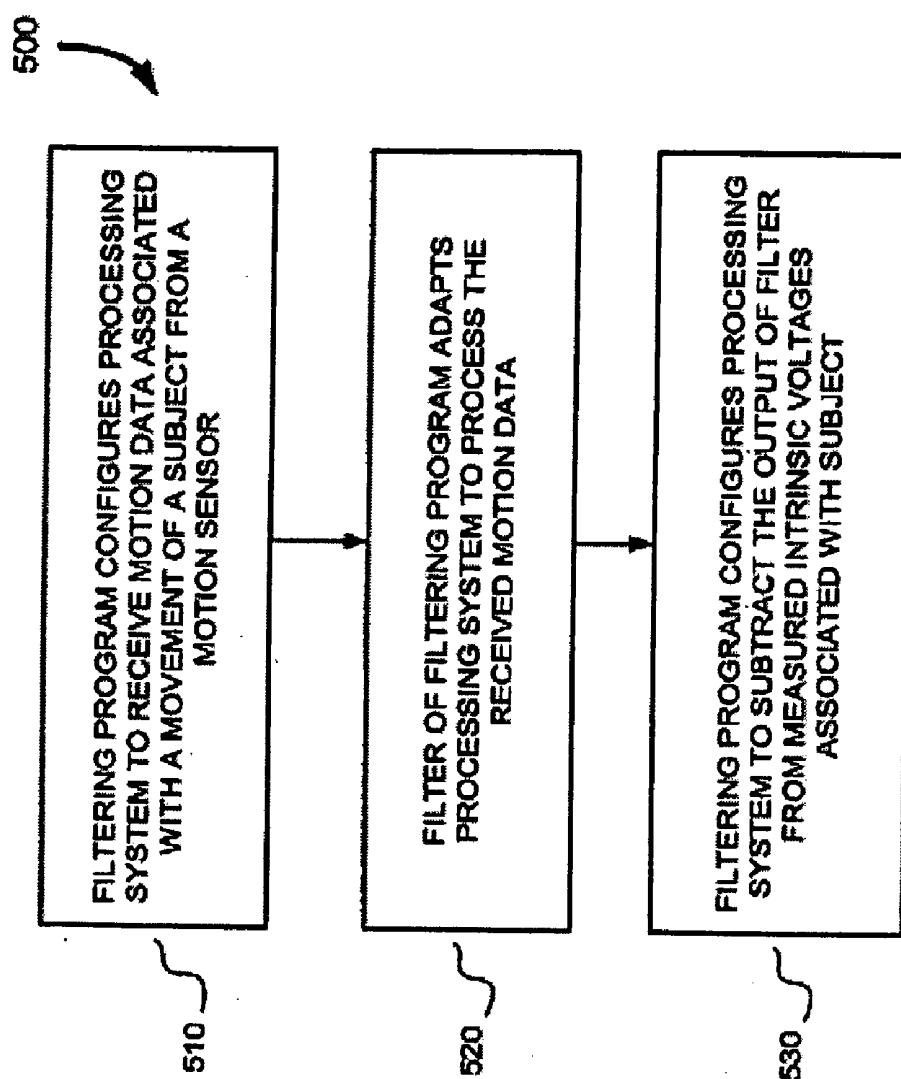 500
FILTERING PROGRAM CONFIGURES PROCESSING
SYSTEM TO RECEIVE MOTION DATA ASSOCIATED
WITH A MOVEMENT OF A SUBJECT FROM A
MOTION SENSOR
510
FILTER OF FILTERING PROGRAM ADAPTS
PROCESSING SYSTEM TO PROCESS THE
RECEIVED MOTION DATA
520
FILTERING PROGRAM CONFIGURES PROCESSING
SYSTEM TO SUBTRACT THE OUTPUT OF FILTER
FROM MEASURED INTRINSIC VOLTAGES
ASSOCIATED WITH SUBJECT
530